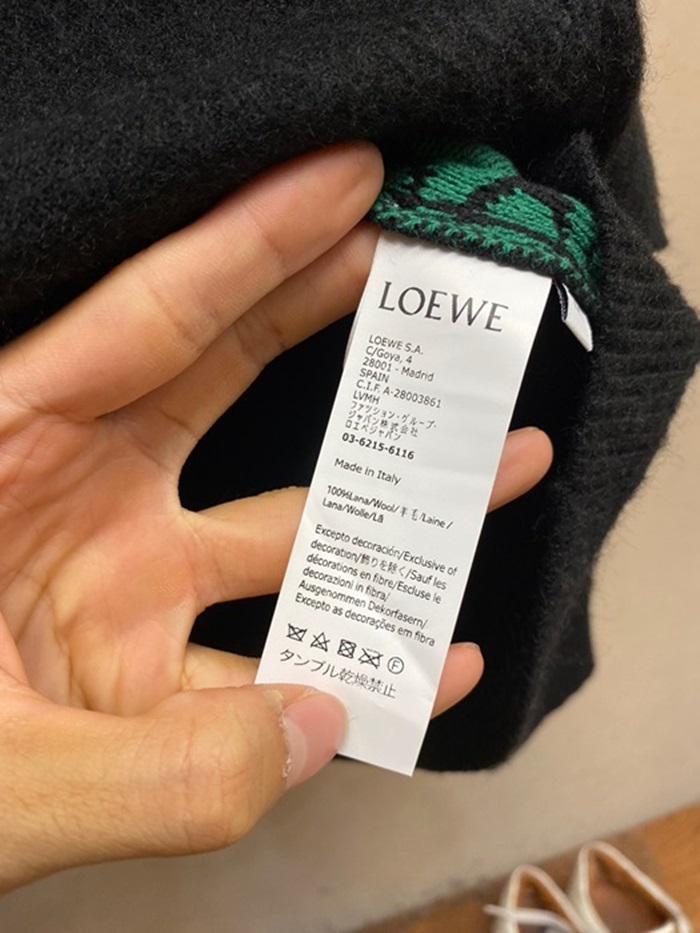 LOEWE
LOEWE S.A.
C/Goya, 4
28001 - Madrid
SPAIN
C.I.F. A-28003861
LVMH
ファッション・グループ・
ジャパン株式会社
ロエベジャパン
03-6215-6116
Made in Italy
100%Lana/Wool/羊毛/Laine/
Lana/Wolle/Lã
Excepto decoración/Exclusive of
decoration/飾りを除く/Sauf les
décorations en fibre/Escluse le
decorazioni in fibra/
Ausgenommen Dekorfasern/
Excepto as decorações em fibra
F
タンブル乾燥禁止